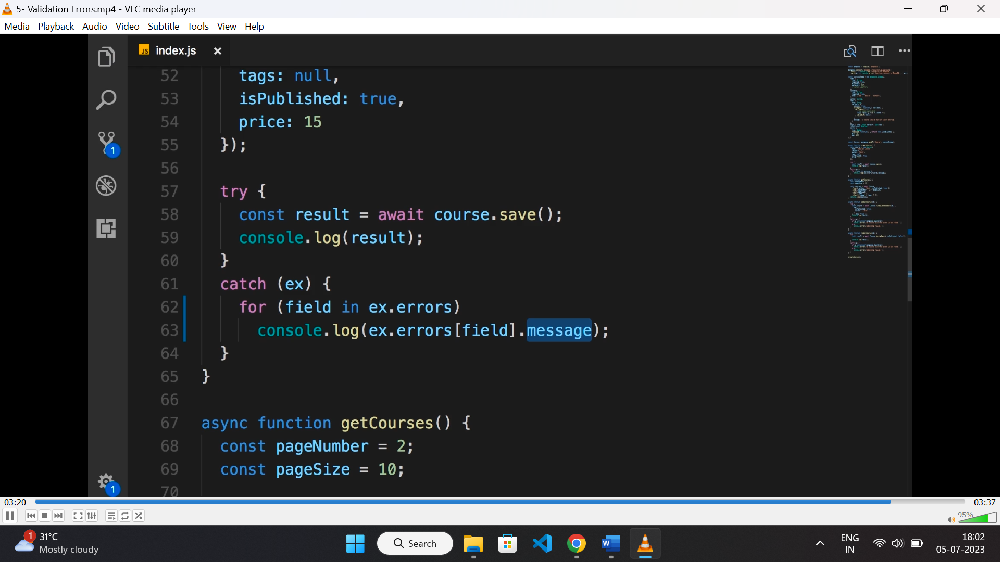 5- Validation Errors.mp4 - VLC media player
Media Playback Audio Video Subtitle Tools View Help
JS index.js
52 tags: null,
53 isPublished: true,
54 price: 15
55 });
56
57 try {
58 const result = await course.save();
59 console.log(result);
60 }
61 catch (ex) {
62 for (field in ex.errors)
63 console.log(ex.errors[field].message);
64 }
65 }
66
67 async function getCourses() {
68 const pageNumber = 2;
69 const pageSize = 10;
70
1
1
03:20 03:37
95%
1 31°C
Mostly cloudy
Search
W
ENG
IN
18:02
05-07-2023